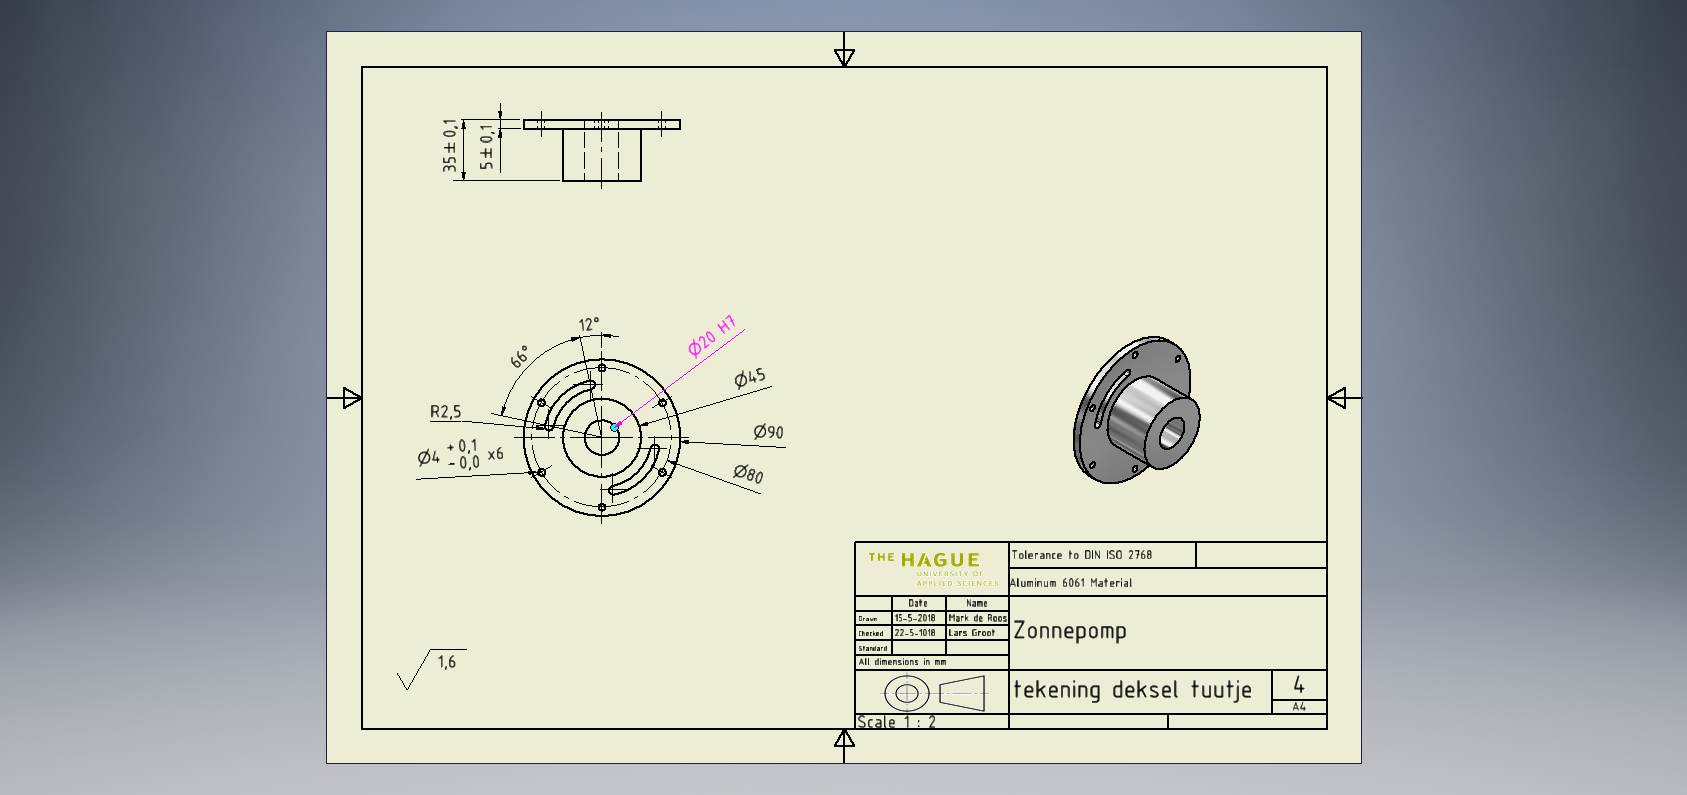 35±0,1
5±0,1
12°
66°
Ø20 H7
Ø45
R2,5
Ø90
Ø4 +0,1 -0,0 x6
Ø80
1,6
THE HAGUE
UNIVERSITY OF
APPLIED SCIENCES
Tolerance to DIN ISO 2768
Aluminum 6061 Material
Date Name
Drawn 15-5-2018 Mark de Roos
Checked 22-5-1018 Lars Groot
Standard
All dimensions in mm
Zonnepomp
tekening deksel tuutje
4
A4
Scale 1 : 2